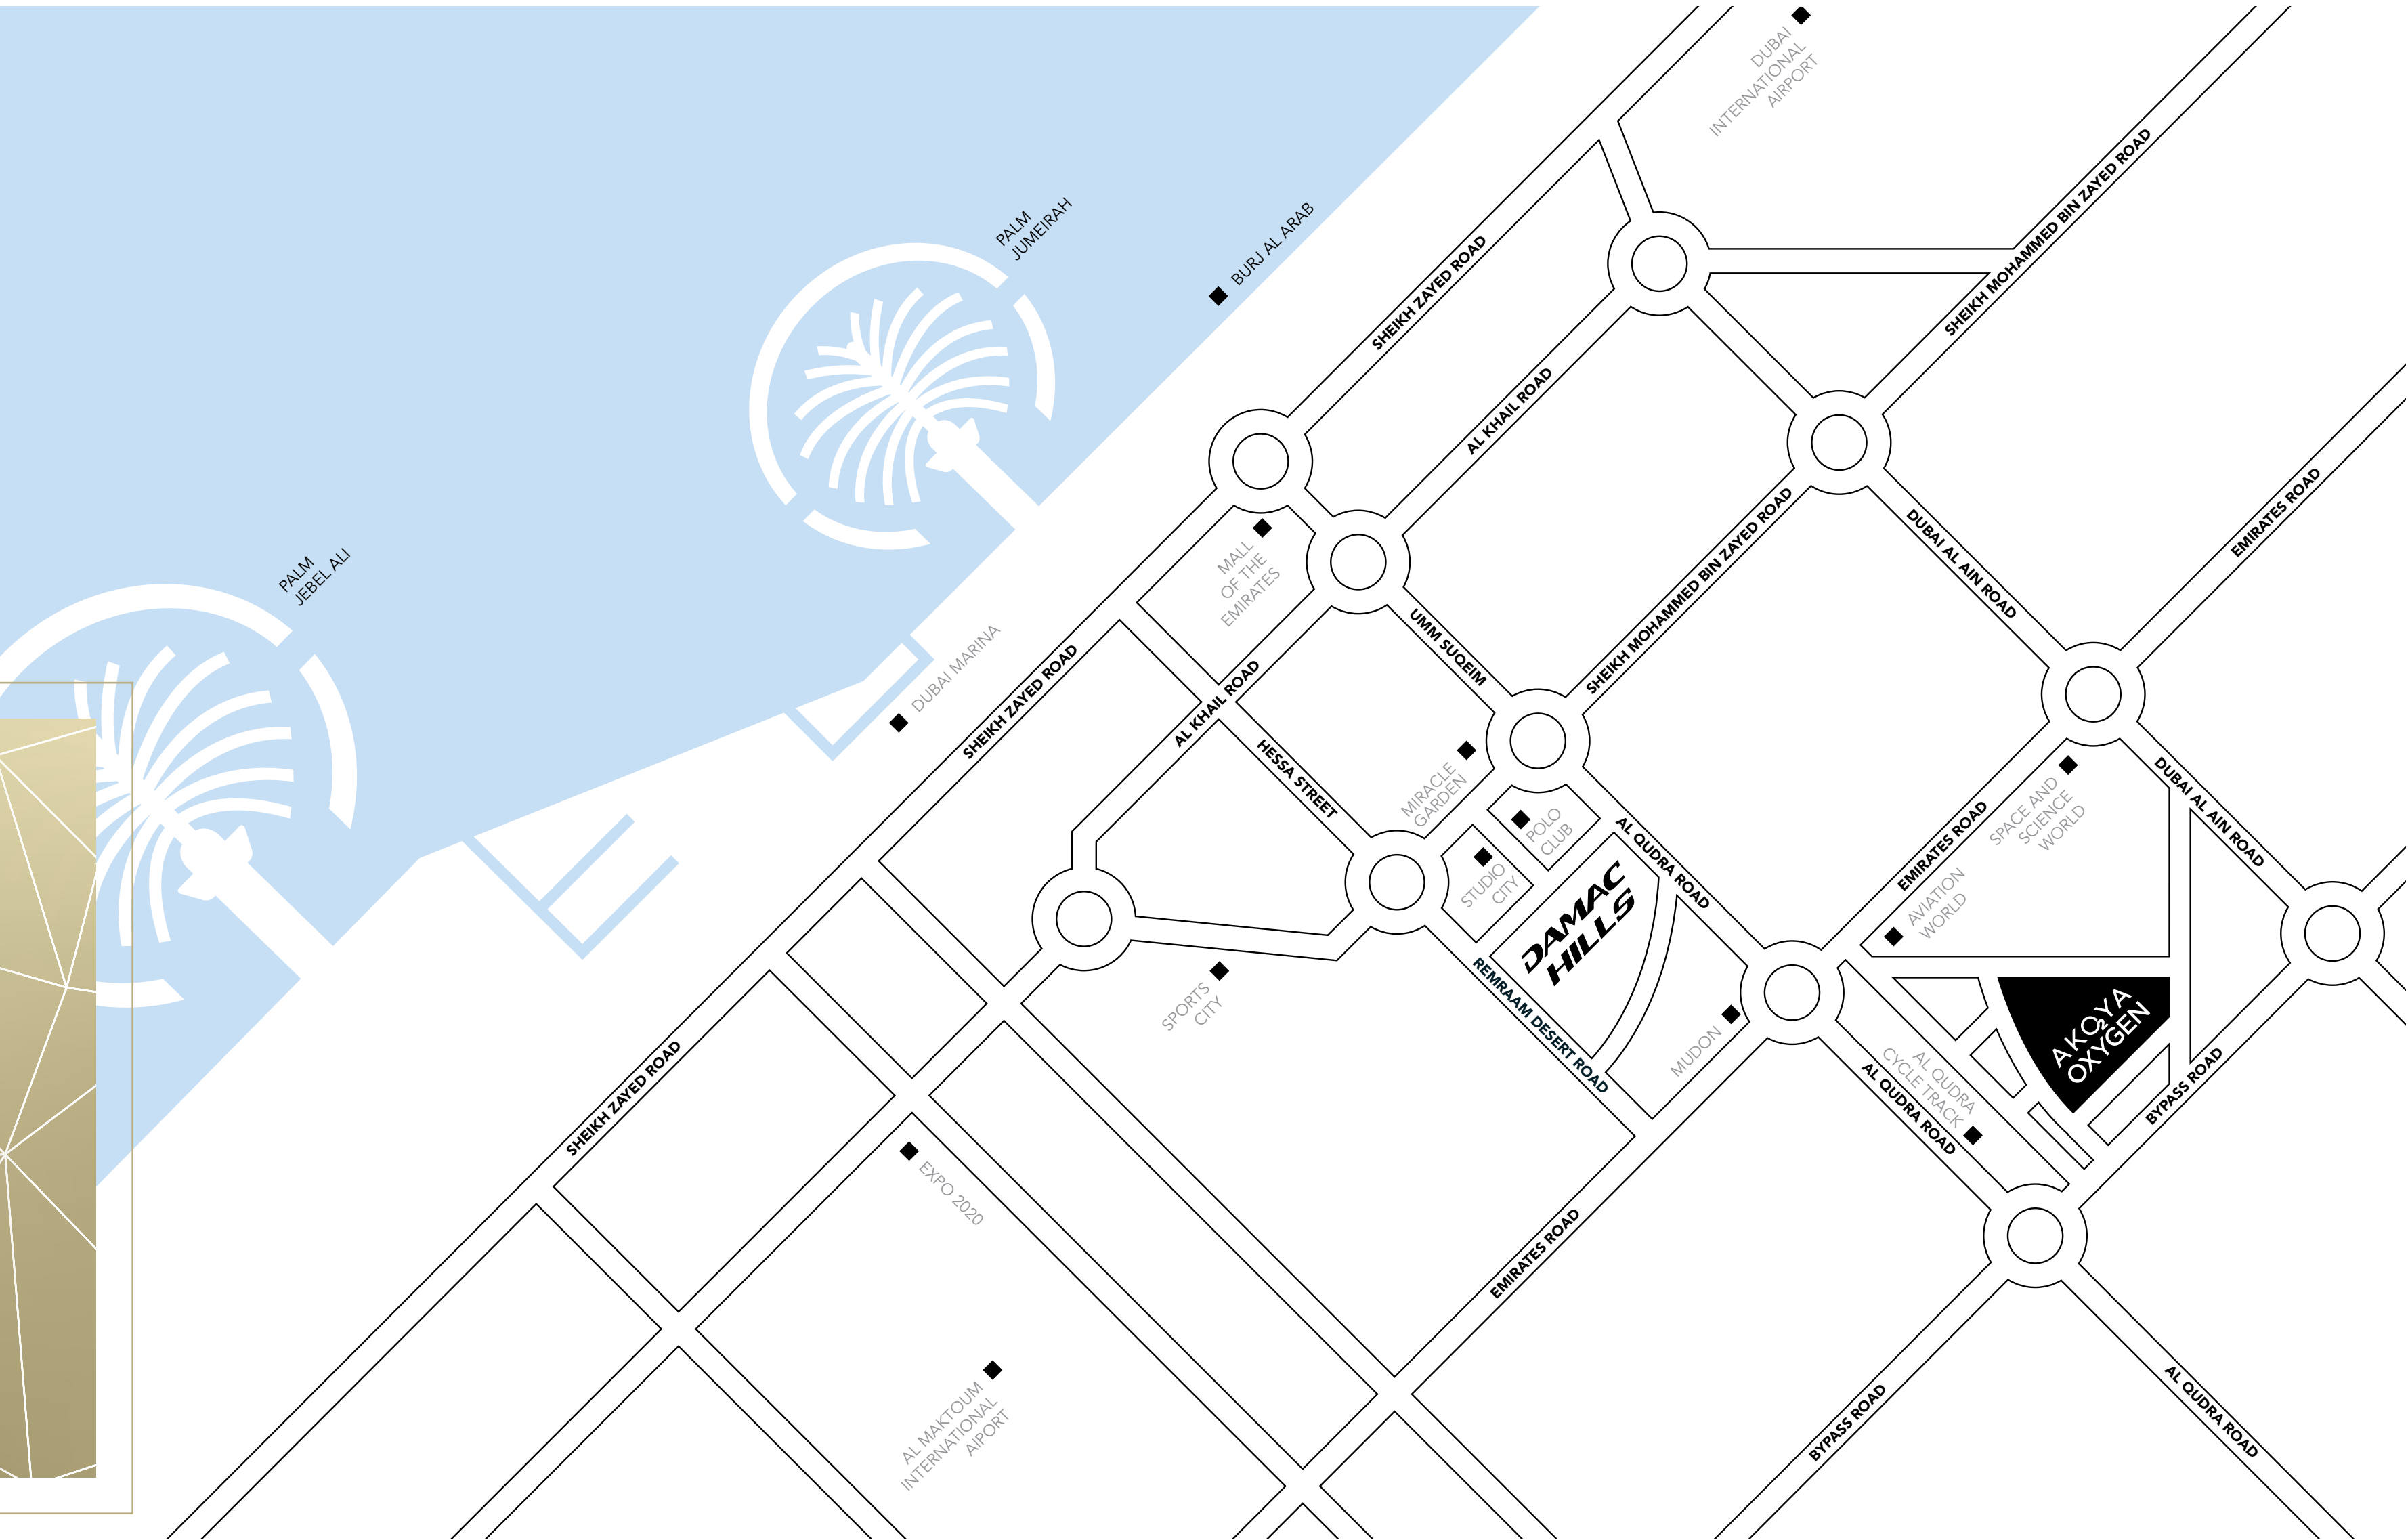 DUBAI
INTERNATIONAL
AIRPORT
SHEIKH MOHAMMED BIN ZAYED ROAD
PALM
JUMEIRAH
BURJ AL ARAB
SHEIKH ZAYED ROAD
AL KHAIL ROAD
EMIRATES ROAD
DUBAI AL AIN ROAD
SHEIKH MOHAMMED BIN ZAYED ROAD
MALL
OF THE
EMIRATES
PALM
JEBEL ALI
UMM SUQEIM
DUBAI MARINA
SHEIKH ZAYED ROAD
AL KHAIL ROAD
HESSA STREET
MIRACLE
GARDEN
POLO
CLUB
STUDIO
CITY
AL QUDRA ROAD
DAMAC
HILLS
EMIRATES ROAD
SPACE AND
SCIENCE
WORLD
DUBAI AL AIN ROAD
AVIATION
WORLD
SPORTS
CITY
REMRAAM DESERT ROAD
MUDON
AKO2YA
OXYGEN
AL QUDRA
CYCLE TRACK
AL QUDRA ROAD
BYPASS ROAD
SHEIKH ZAYED ROAD
EXPO 2020
EMIRATES ROAD
AL MAKTOUM
INTERNATIONAL
AIPORT
BYPASS ROAD
AL QUDRA ROAD